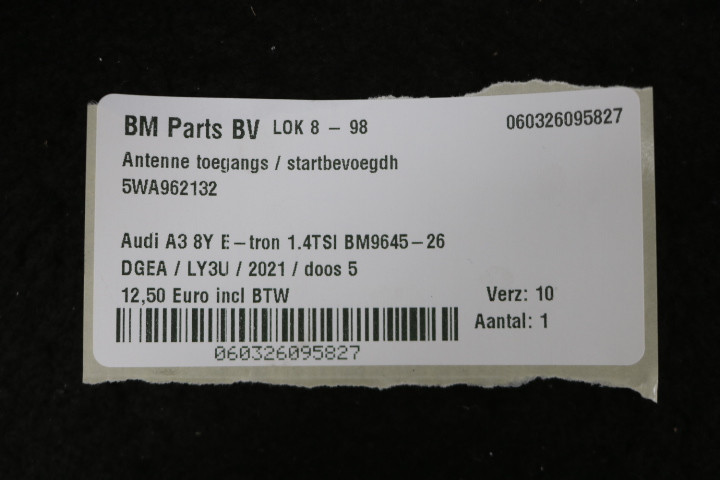 BM Parts BV LOK 8 - 98 060326095827
Antenne toegangs / startbevoegdh
5WA962132
Audi A3 8Y E-tron 1.4TSI BM9645-26
DGEA / LY3U / 2021 / doos 5
12,50 Euro incl BTW Verz: 10
Aantal: 1
060326095827